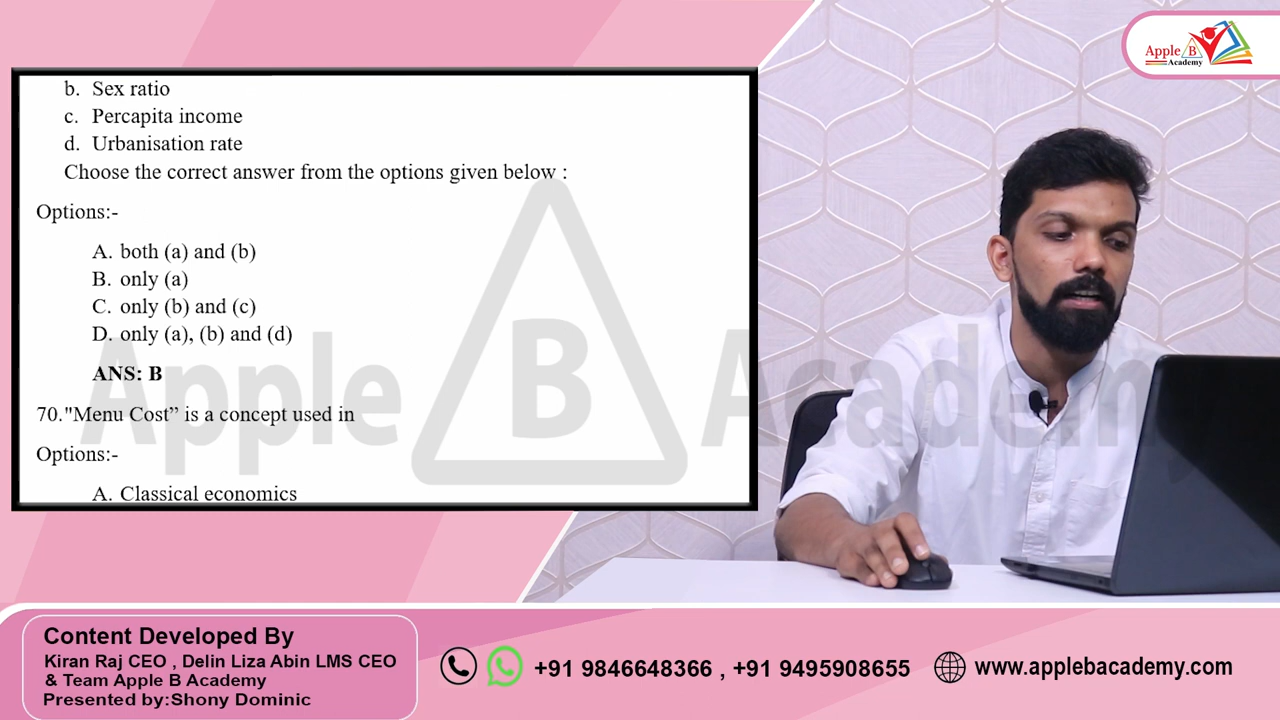 Apple B
Academy
b. Sex ratio
c. Percapita income
d. Urbanisation rate
Choose the correct answer from the options given below :
Options:-
A. both (a) and (b)
B. only (a)
C. only (b) and (c)
D. only (a), (b) and (d)
ANS: B
70."Menu Cost” is a concept used in
Options:-
A. Classical economics
Apple B Academy
Content Developed By
Kiran Raj CEO , Delin Liza Abin LMS CEO
& Team Apple B Academy
Presented by:Shony Dominic
+91 9846648366 , +91 9495908655
www.applebacademy.com